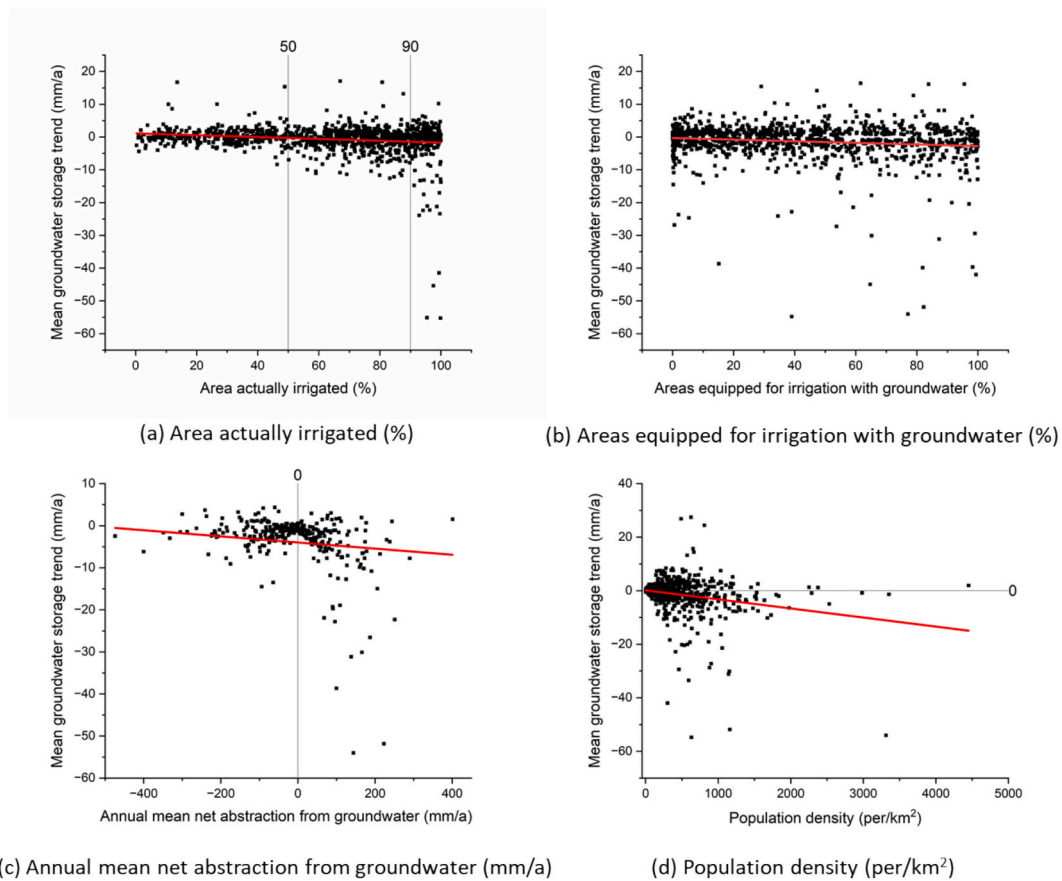 50 90
20
10
0
−10
−20
−30
−40
−50
−60
Mean groundwater storage trend (mm/a)
0 20 40 60 80 100
Area actually irrigated (%)
(a) Area actually irrigated (%)
20
10
0
−10
−20
−30
−40
−50
−60
Mean groundwater storage trend (mm/a)
0 20 40 60 80 100
Areas equipped for irrigation with groundwater (%)
(b) Areas equipped for irrigation with groundwater (%)
0
10
0
−10
−20
−30
−40
−50
−60
Mean groundwater storage trend (mm/a)
−400 −200 0 200 400
Annual mean net abstraction from groundwater (mm/a)
(c) Annual mean net abstraction from groundwater (mm/a)
40
20
0
−20
−40
−60
0
Mean groundwater storage trend (mm/a)
0 1000 2000 3000 4000 5000
Population density (per/km²)
(d) Population density (per/km²)